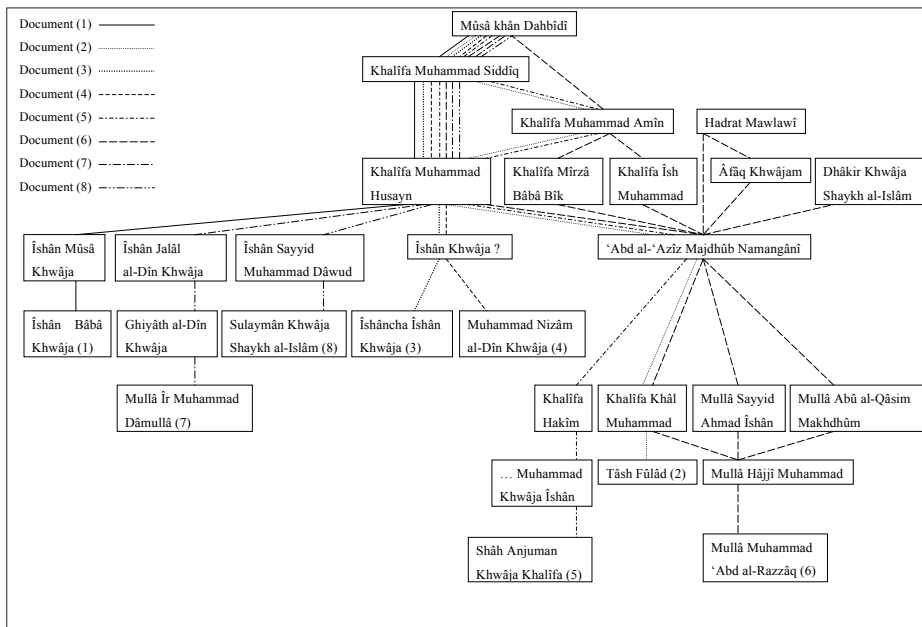 Document (1)
Document (2)
Document (3)
Document (4)
Document (5)
Document (6)
Document (7)
Document (8)
Mûsâ khân Dahbîdî
Khalîfa Muhammad Siddîq
Khalîfa Muhammad Amîn
Hadrat Mawlawî
Khalîfa Muhammad
Husayn
Khalîfa Mîrzâ
Bâbâ Bîk
Khalîfa Îsh
Muhammad
Âfâq Khwâjam
Dhâkir Khwâja
Shaykh al-Islâm
Îshân Mûsâ
Khwâja
Îshân Jalâl
al-Dîn Khwâja
Îshân Sayyid
Muhammad Dâwud
Îshân Khwâja ?
‘Abd al-‘Azîz Majdhûb Namangânî
Îshân Bâbâ
Khwâja (1)
Ghiyâth al-Dîn
Khwâja
Sulaymân Khwâja
Shaykh al-Islâm (8)
Îshâncha Îshân
Khwâja (3)
Muhammad Nizâm
al-Dîn Khwâja (4)
Mullâ Îr Muhammad
Dâmullâ (7)
Khalîfa
Hakîm
Khalîfa Khâl
Muhammad
Mullâ Sayyid
Ahmad Îshân
Mullâ Abû al-Qâsim
Makhdhûm
… Muhammad
Khwâja Îshân
Tâsh Fûlâd (2)
Mullâ Hâjjî Muhammad
Shâh Anjuman
Khwâja Khalîfa (5)
Mullâ Muhammad
‘Abd al-Razzâq (6)